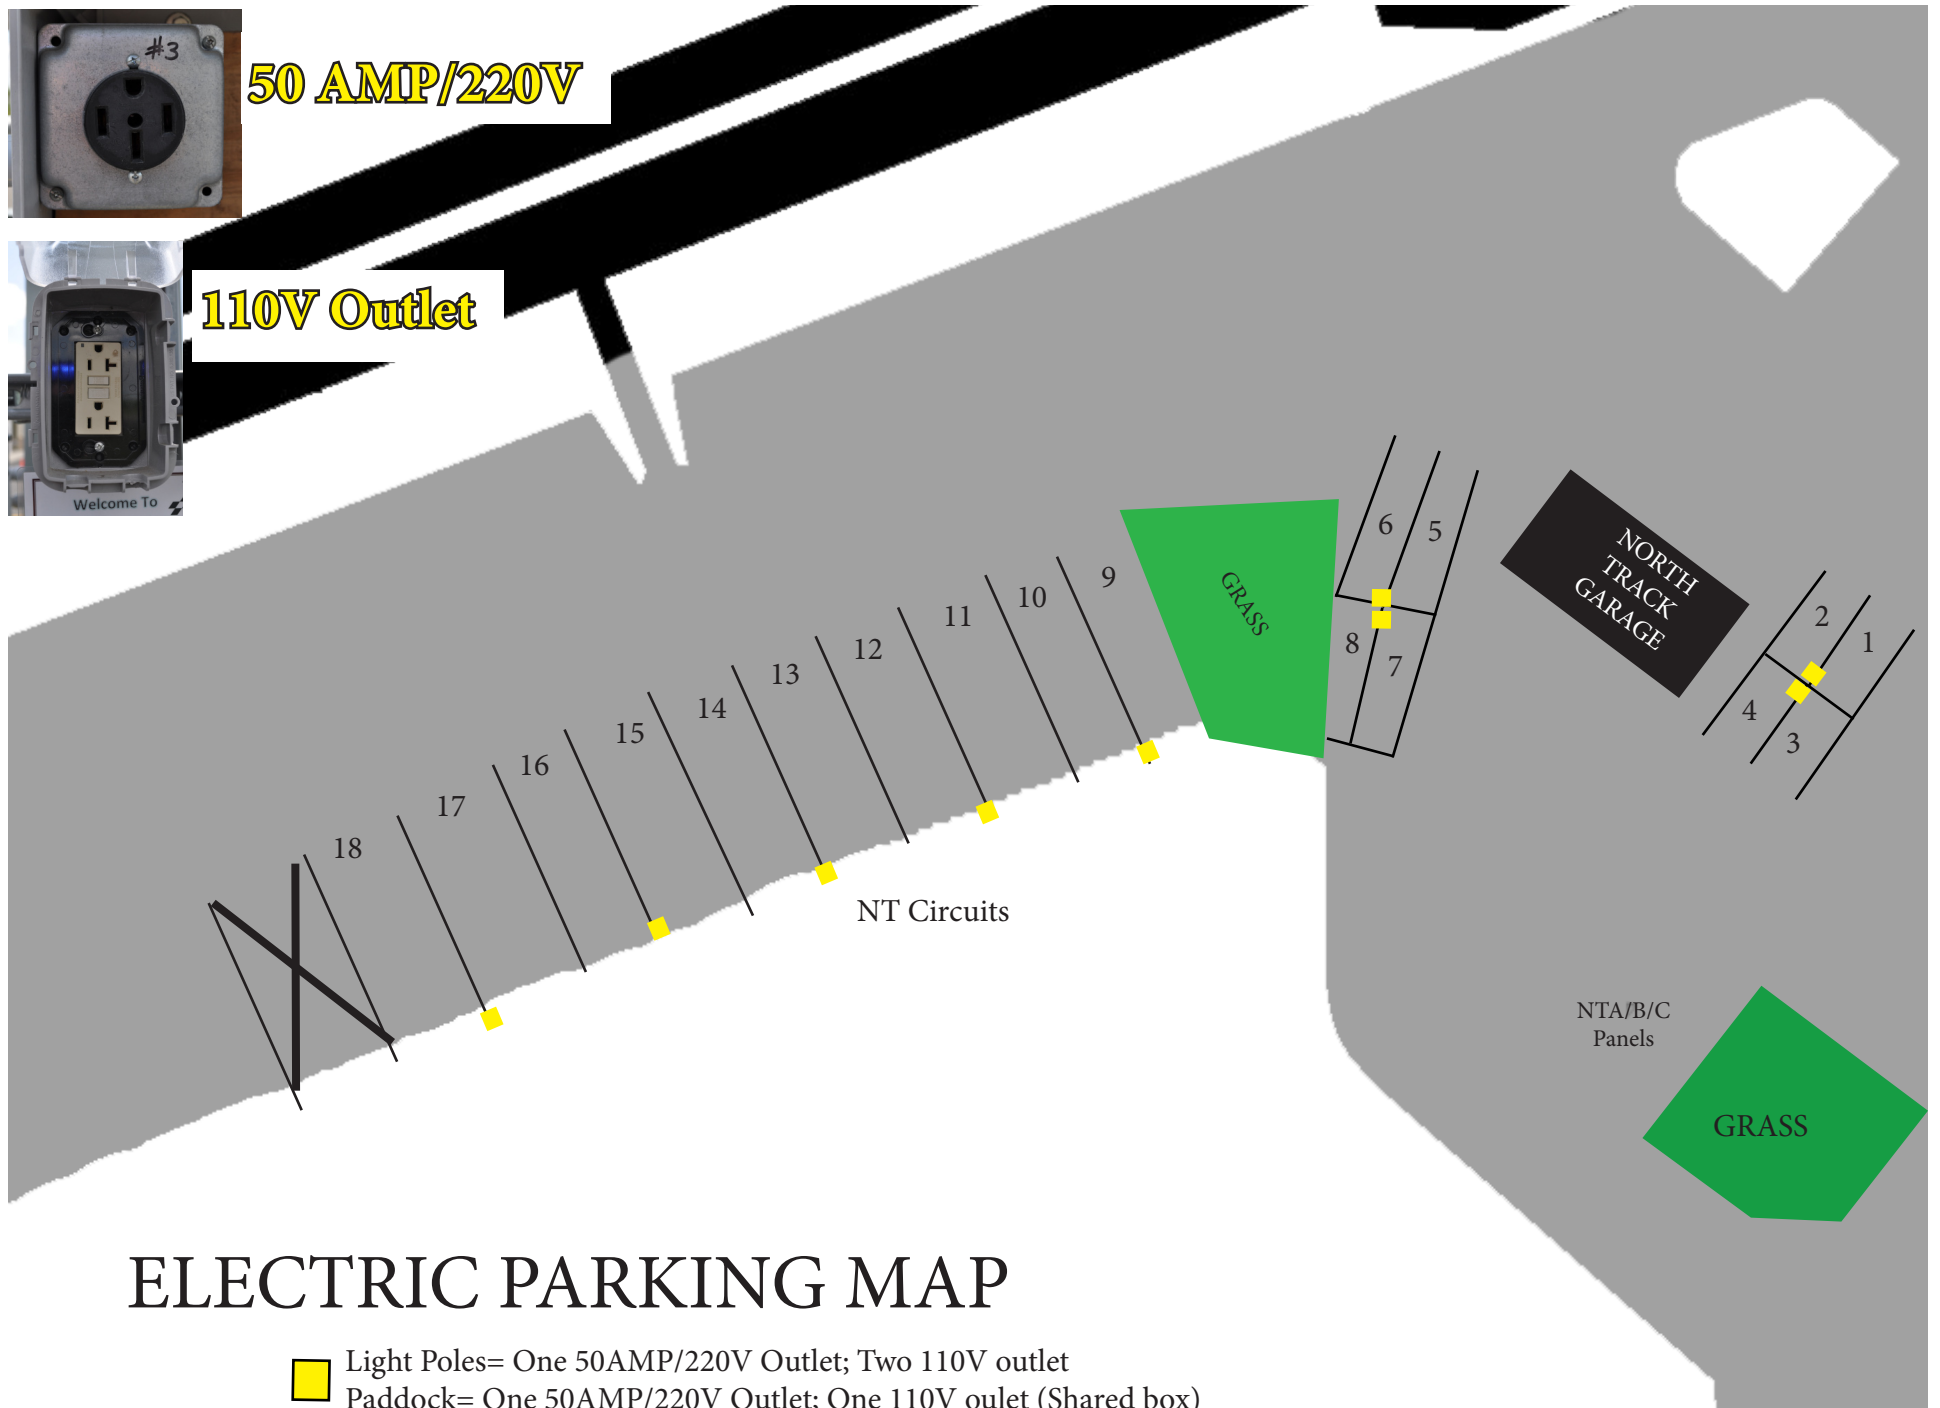 #3
50 AMP/220V
110V Outlet
Welcome To
6
5
NORTH
TRACK
GARAGE
2
1
4
3
8
7
GRASS
9
10
11
12
13
14
15
16
17
18
NT Circuits
NTA/B/C
Panels
GRASS
ELECTRIC PARKING MAP
Light Poles= One 50AMP/220V Outlet; Two 110V outlet
Paddock= One 50AMP/220V Outlet; One 110V oulet (Shared box)